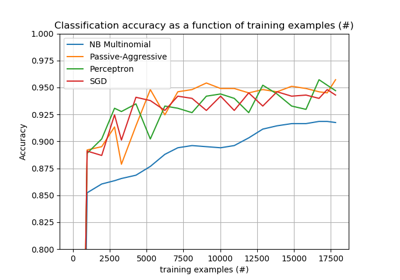 Classification accuracy as a function of training examples (#)
1.000
0.975
0.950
0.925
0.900
0.875
0.850
0.825
0.800
Accuracy
NB Multinomial
Passive-Aggressive
Perceptron
SGD
0 2500 5000 7500 10000 12500 15000 17500
training examples (#)